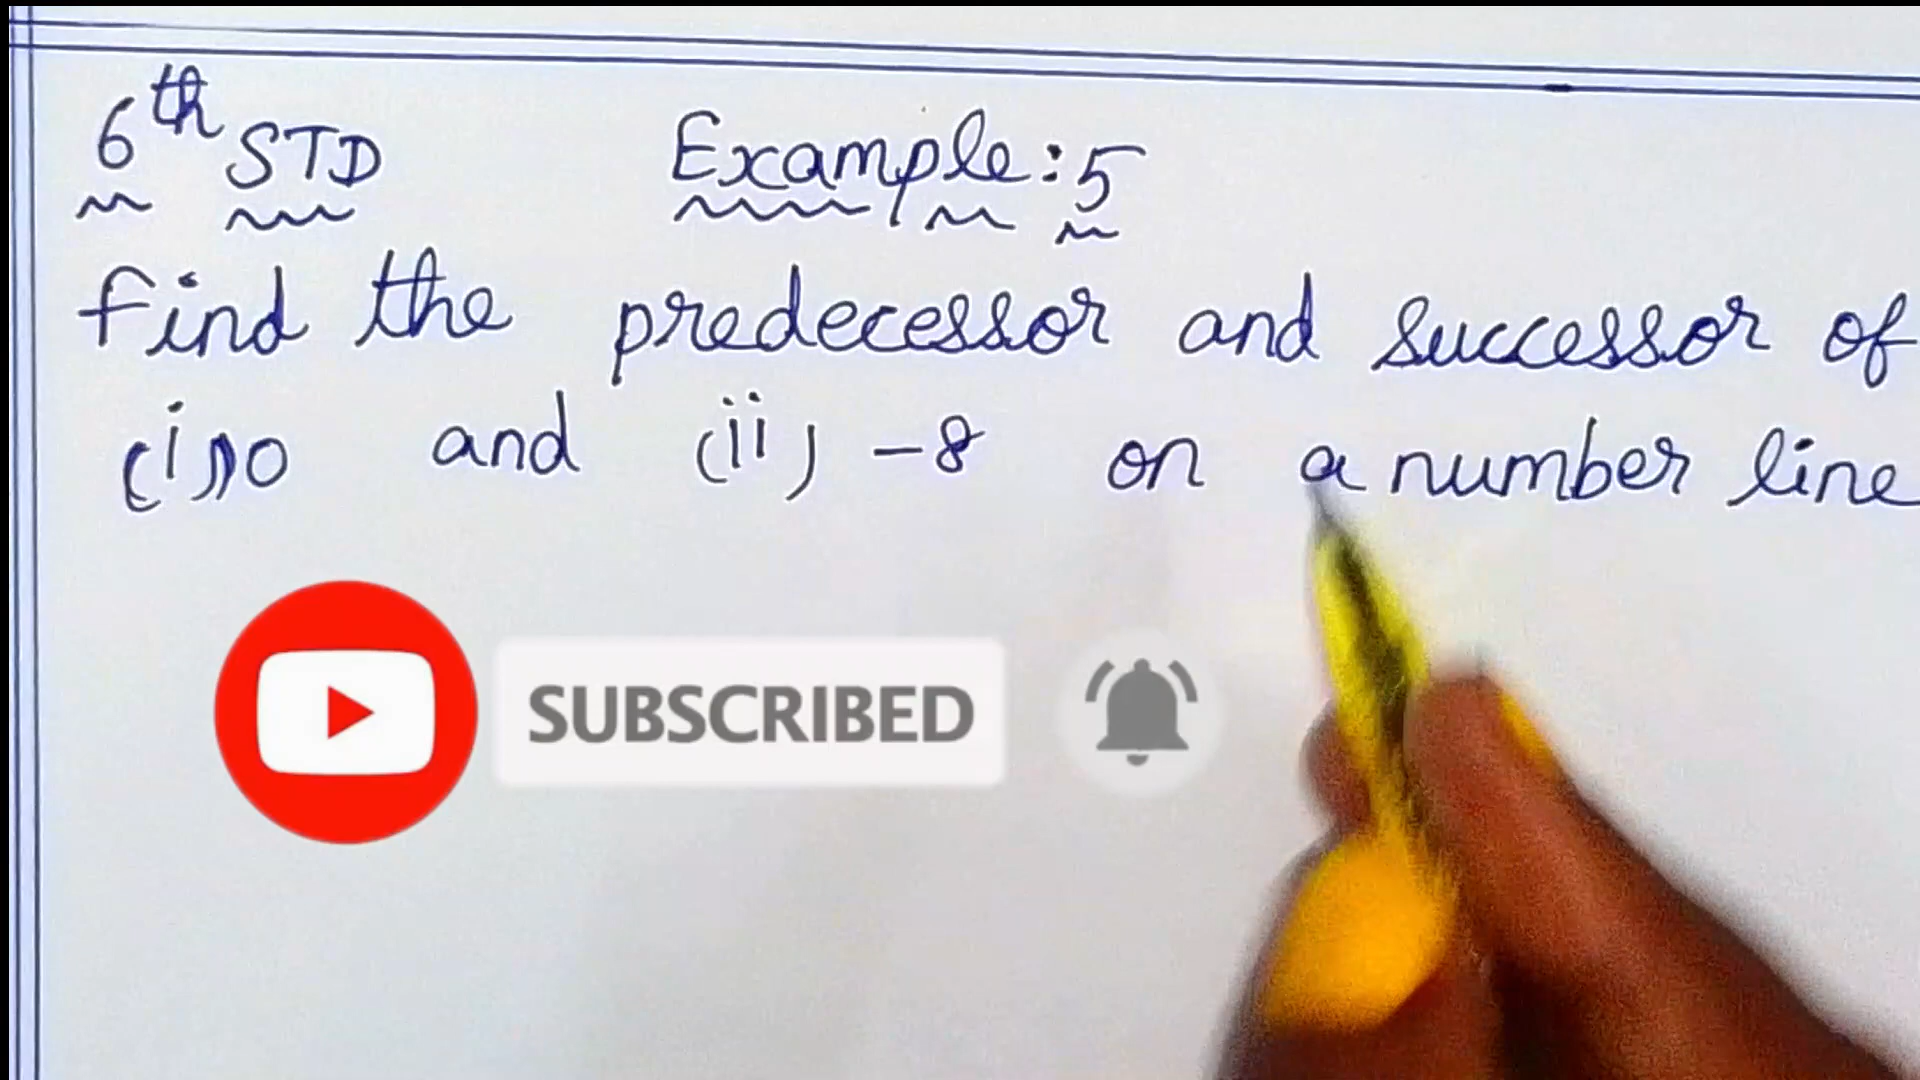 6th STD Example:5
Find the predecessor and successor of
(i) 0 and (ii) -8 on a number line
SUBSCRIBED